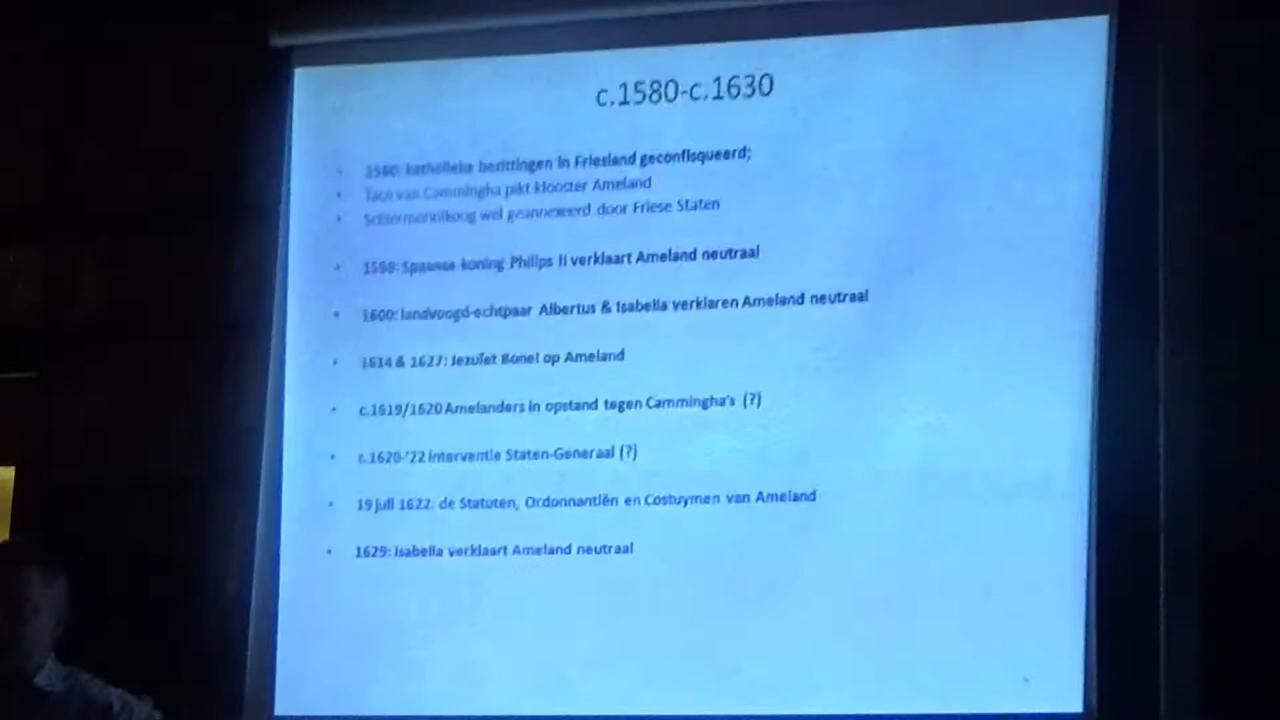 c.1580-c.1630
• 1580: katholieke bezittingen in Friesland geconfisqueerd;
• Taco van Cammingha pikt klooster Ameland
• Schiermonnikoog wel geannexeerd door Friese Staten
• 1598: Spaanse koning Philips II verklaart Ameland neutraal
• 1600: landvoogd-echtpaar Albertus & Isabella verklaren Ameland neutraal
• 1614 & 1627: Jezuïet Bonel op Ameland
• c.1619/1620 Amelanders in opstand tegen Cammingha's (?)
• c.1620-'22 interventie Staten-Generaal (?)
• 19 juli 1622: de Statuten, Ordonnantiën en Costuymen van Ameland
• 1629: Isabella verklaart Ameland neutraal